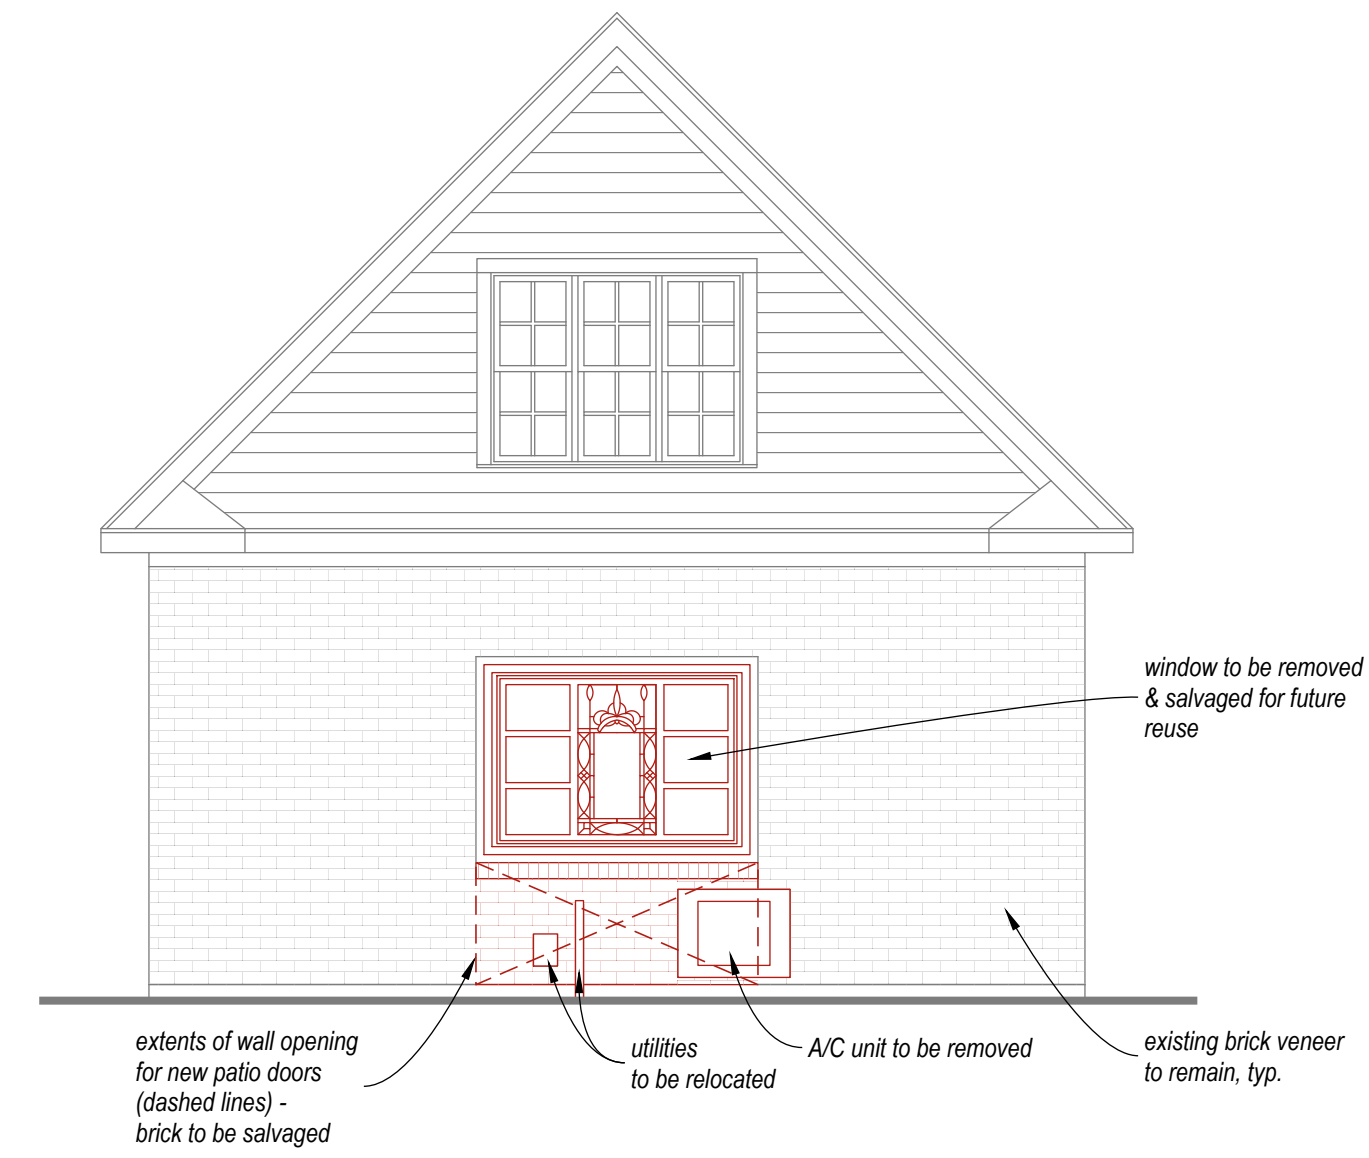 window to be removed
& salvaged for future
reuse
extents of wall opening
for new patio doors
(dashed lines) -
brick to be salvaged
utilities
to be relocated
A/C unit to be removed
existing brick veneer
to remain, typ.